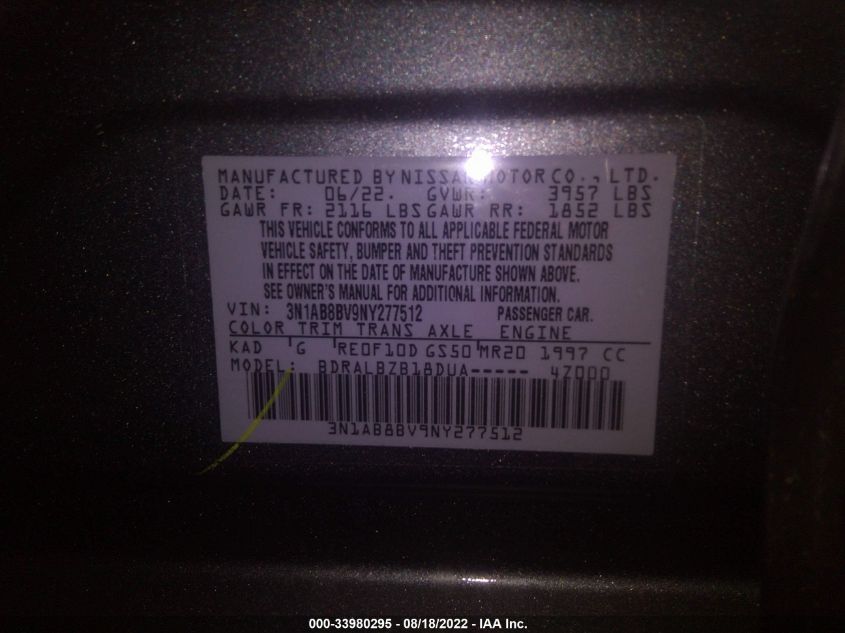 MANUFACTURED BY NISSAN MOTOR CO., LTD.
DATE: 06/22. GVWR: 3957 LBS
GAWR FR: 2116 LBS GAWR RR: 1852 LBS
THIS VEHICLE CONFORMS TO ALL APPLICABLE FEDERAL MOTOR
VEHICLE SAFETY, BUMPER AND THEFT PREVENTION STANDARDS
IN EFFECT ON THE DATE OF MANUFACTURE SHOWN ABOVE.
SEE OWNER'S MANUAL FOR ADDITIONAL INFORMATION.
VIN: 3N1AB8BV9NY277512 PASSENGER CAR.
COLOR TRIM TRANS AXLE ENGINE
KAD G RE0F10D GS50 MR20 1997 CC
MODEL: BDRALBZB18DUA----- 4Z000
3N1AB8BV9NY277512
000-33980295 - 08/18/2022 - IAA Inc.